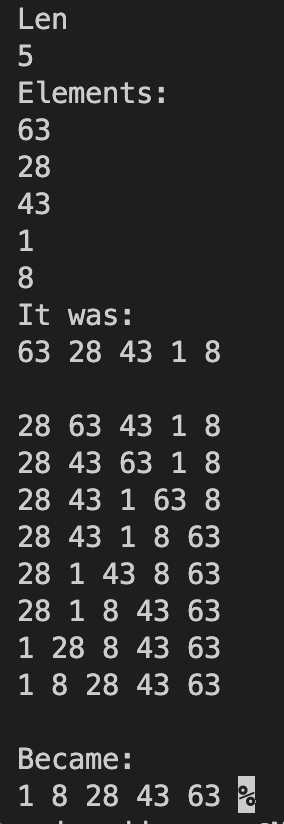 Len
5
Elements:
63
28
43
1
8
It was:
63 28 43 1 8
28 63 43 1 8
28 43 63 1 8
28 43 1 63 8
28 43 1 8 63
28 1 43 8 63
28 1 8 43 63
1 28 8 43 63
1 8 28 43 63
Became:
1 8 28 43 63 %